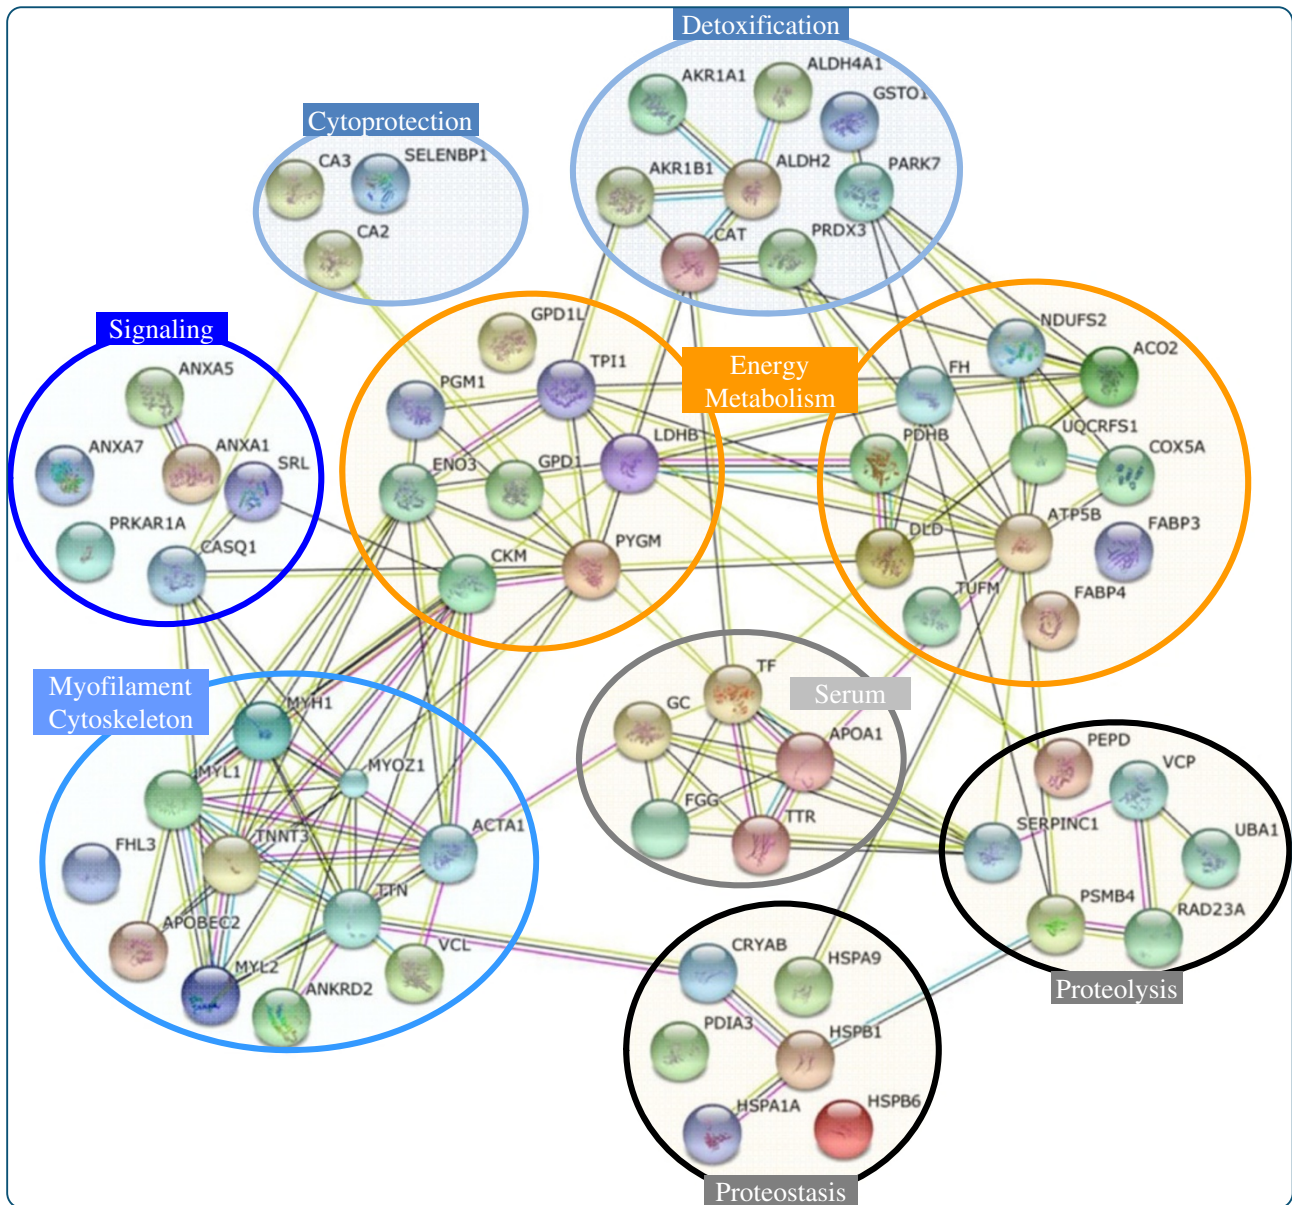 Detoxification
AKR1A1
ALDH4A1
GSTO1
AKR1B1
ALDH2
PARK7
CAT
PRDX3
Cytoprotection
CA3
SELENBP1
CA2
Signaling
ANXA5
ANXA7
ANXA1
SRL
PRKAR1A
CASQ1
Energy
Metabolism
GPD1L
TPI1
PGM1
LDHB
ENO3
GPD1
CKM
PYGM
NDUFS2
ACO2
FH
UQCRFS1
PDHB
COX5A
ATP5B
DLD
FABP3
TUFM
FABP4
Myofilament
Cytoskeleton
MYH1
MYL1
MYOZ1
FHL3
TNNT3
ACTA1
TTN
APOBEC2
VCL
MYL2
ANKRD2
Serum
TF
GC
APOA1
FGG
TTR
PEPD
VCP
SERPINC1
UBA1
PSMB4
RAD23A
Proteolysis
CRYAB
HSPA9
PDIA3
HSPB1
HSPA1A
HSPB6
Proteostasis